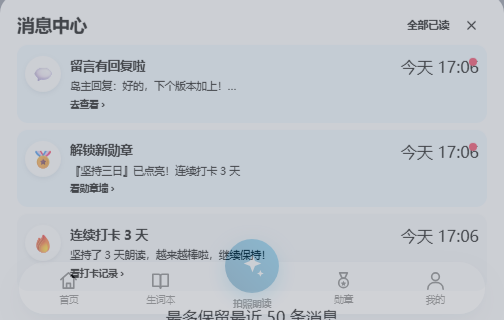 消息中心
全部已读 ×
留言有回复啦 今天 17:06
岛主回复：好的，下个版本加上！…
去查看 ›
解锁新勋章 今天 17:06
『坚持三日』已点亮！连续打卡 3 天
看勋章墙 ›
连续打卡 3 天 今天 17:06
坚持了 3 天朗读，越来越棒啦，继续保持！
看打卡记录 ›
首页 生词本 拍照朗读 勋章 我的
最多保留最近 50 条消息